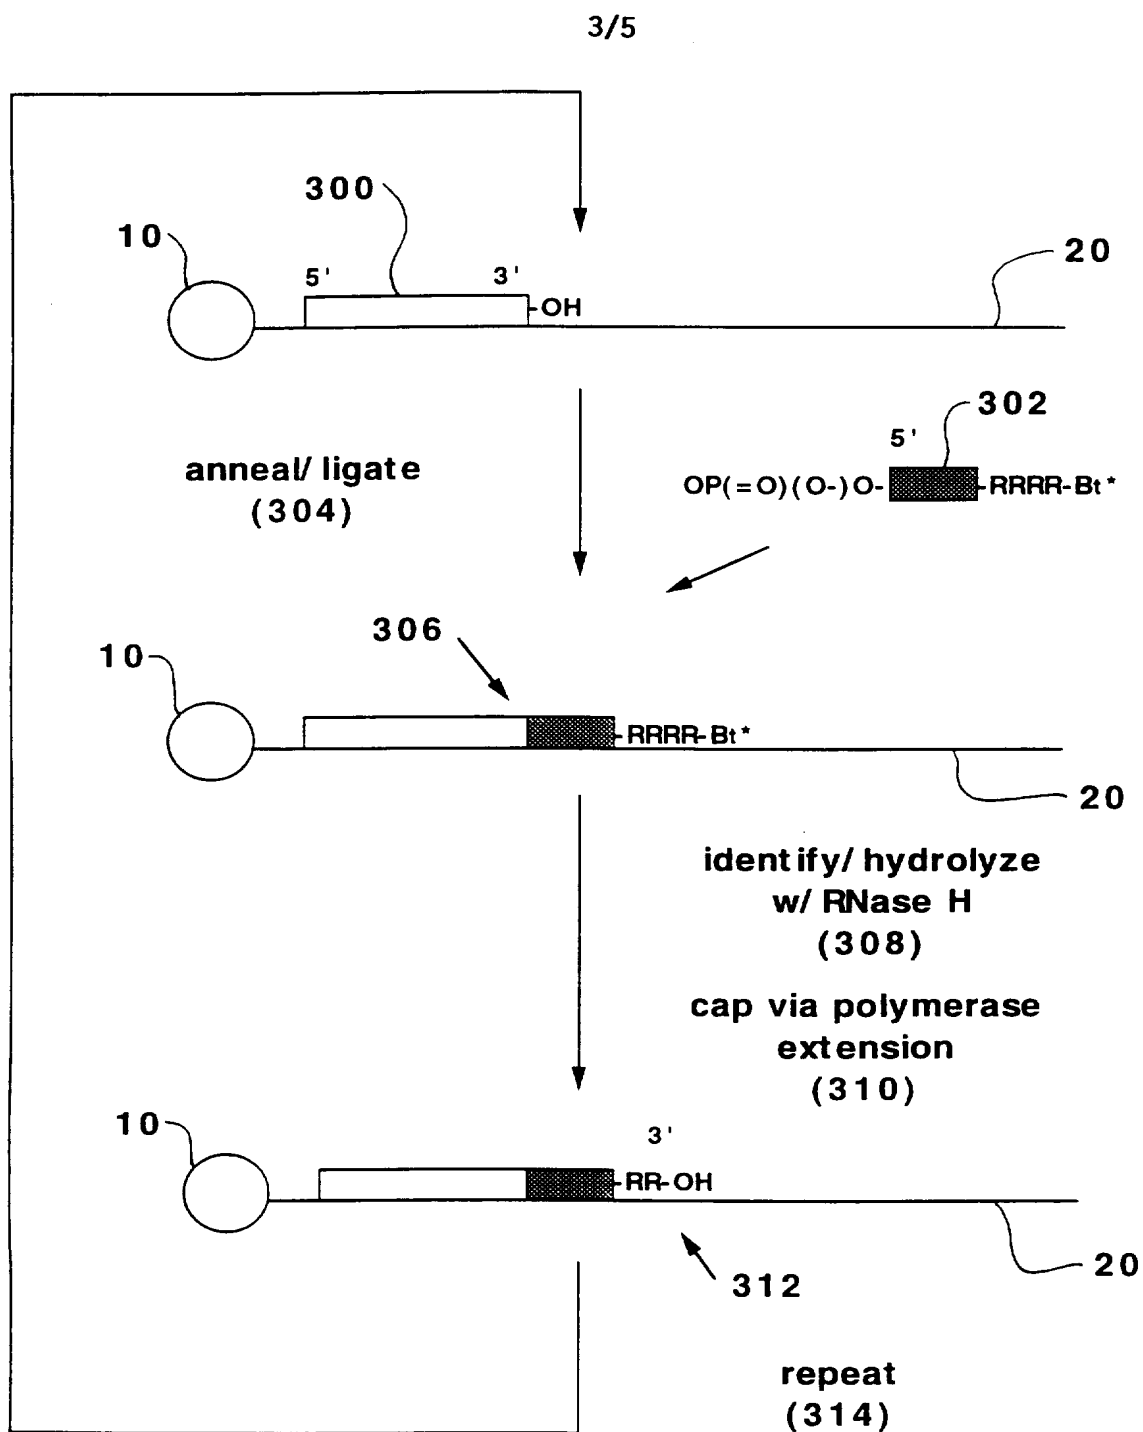 3/5
300
10
20
5'
3'
-OH
302
5'
anneal/ligate
(304)
OP(=O)(O-)O-
-RRRR-Bt*
306
10
-RRRR-Bt*
20
identify/hydrolyze
w/ RNase H
(308)
cap via polymerase
extension
(310)
10
3'
-RR-OH
20
312
repeat
(314)